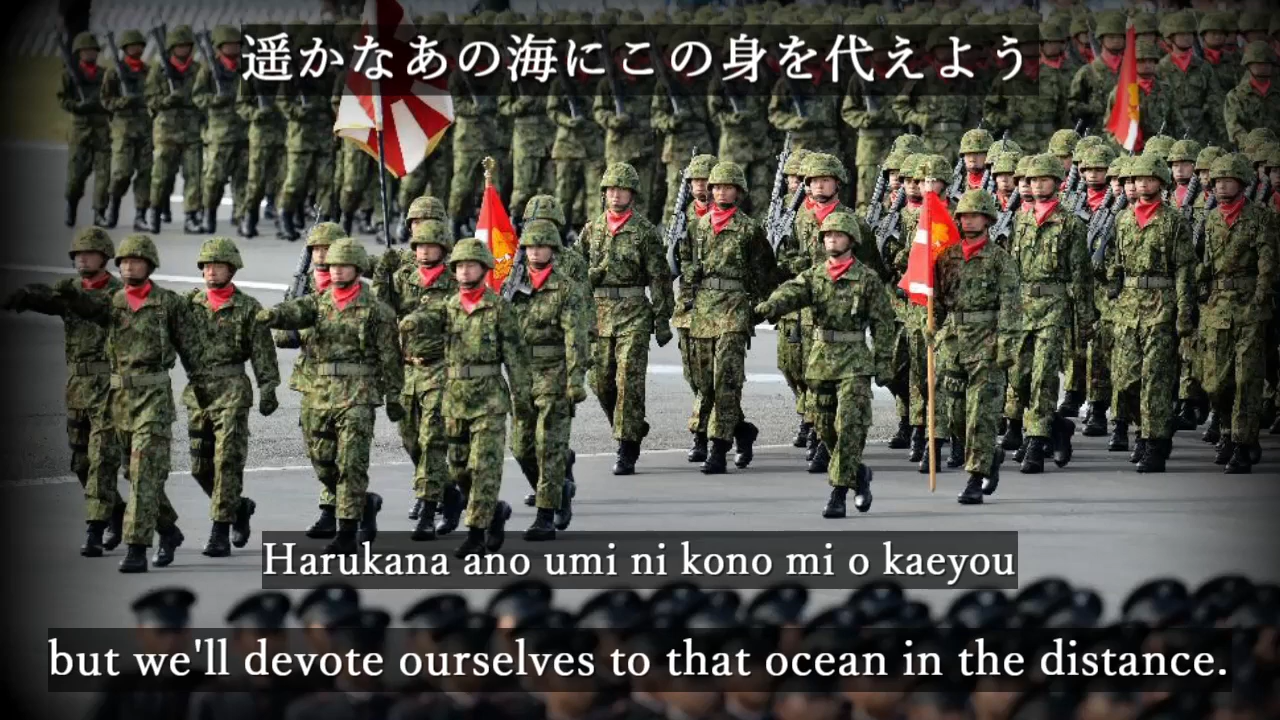 遥かなあの海にこの身を代えよう
Harukana ano umi ni kono mi o kaeyou
but we'll devote ourselves to that ocean in the distance.